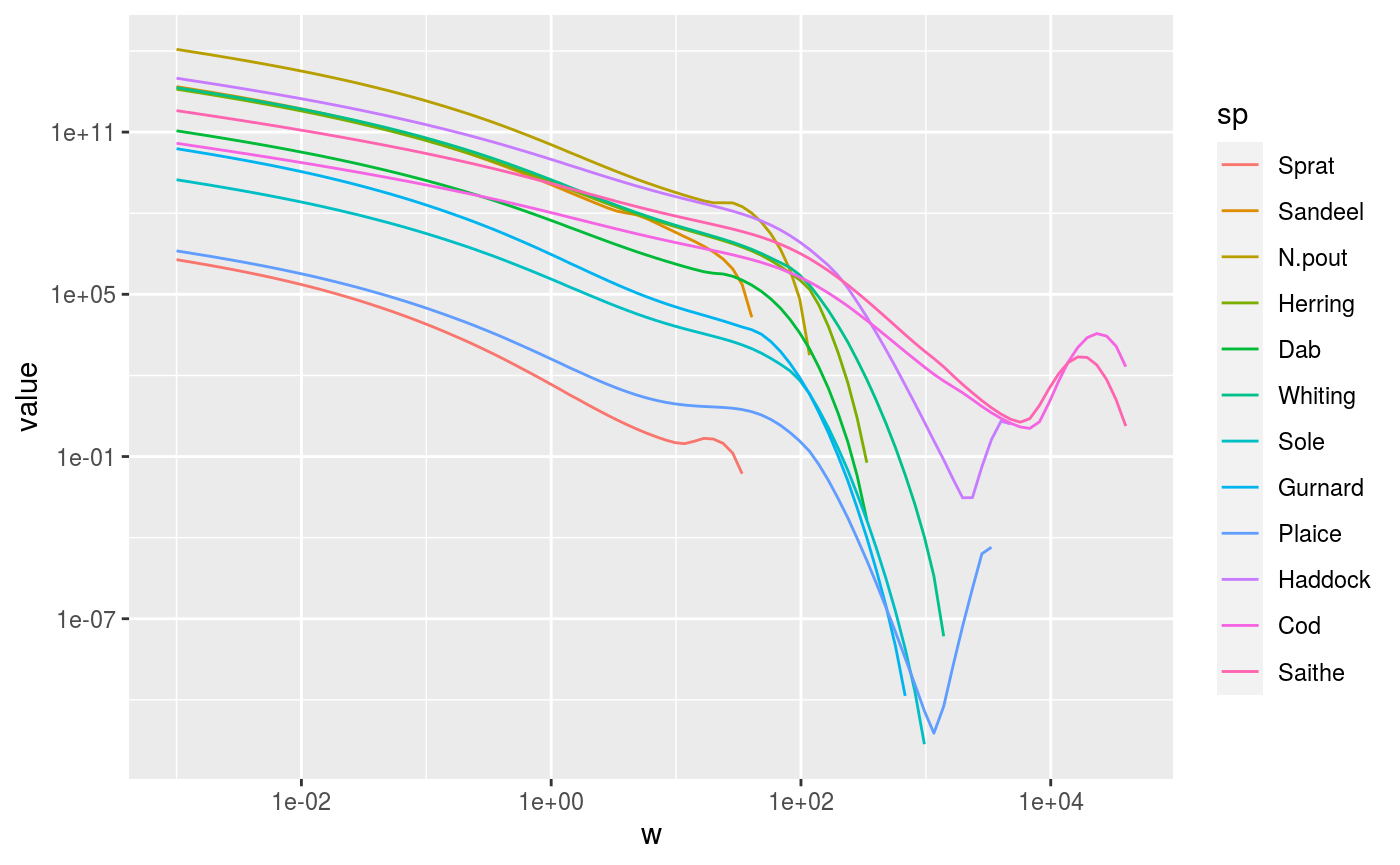 1e+11
1e+05
1e-01
1e-07
value
1e-02
1e+00
1e+02
1e+04
w
sp
Sprat
Sandeel
N.pout
Herring
Dab
Whiting
Sole
Gurnard
Plaice
Haddock
Cod
Saithe